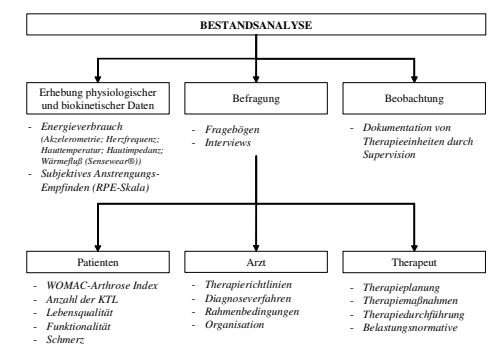 BESTANDSANALYSE
Erhebung physiologischer
und biokinetischer Daten
- Energieverbrauch
(Akzelerometrie; Herzfrequenz;
Hauttemperatur; Hautimpedanz;
Wärmefluß (Sensewear®))
- Subjektives Anstrengungs-
Empfinden (RPE-Skala)
Befragung
- Fragebögen
- Interviews
Beobachtung
- Dokumentation von
Therapieeinheiten durch
Supervision
Patienten
- WOMAC-Arthrose Index
- Anzahl der KTL
- Lebensqualität
- Funktionalität
- Schmerz
Arzt
- Therapierichtlinien
- Diagnoseverfahren
- Rahmenbedingungen
- Organisation
Therapeut
- Therapieplanung
- Therapiemaßnahmen
- Therapiedurchführung
- Belastungsnormative